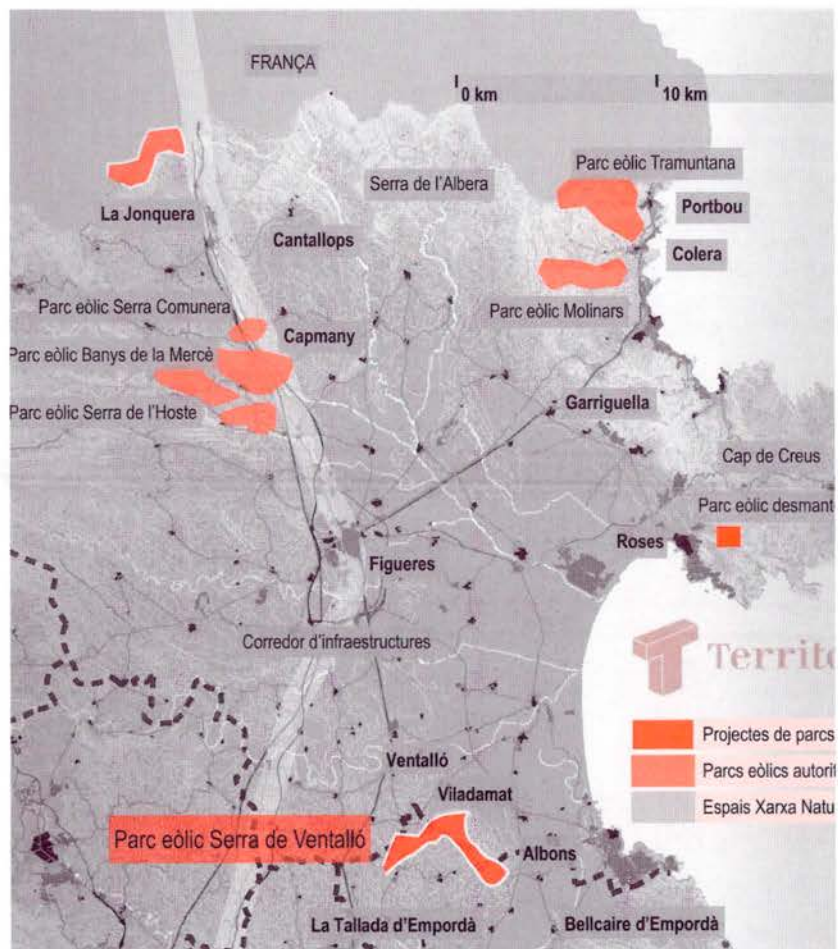 FRANÇA
0 km
10 km
Parc eòlic Tramuntana
Serra de l'Albera
Portbou
La Jonquera
Cantallops
Colera
Parc eòlic Serra Comunera
Capmany
Parc eòlic Molinars
Parc eòlic Banys de la Mercè
Parc eòlic Serra de l'Hoste
Garriguella
Cap de Creus
Parc eòlic desmant
Roses
Figueres
Corredor d'infraestructures
Territo
Projectes de parcs
Parcs eòlics autorit
Espais Xarxa Natu
Ventalló
Viladamat
Parc eòlic Serra de Ventalló
Albons
La Tallada d'Empordà
Bellcaire d'Empordà